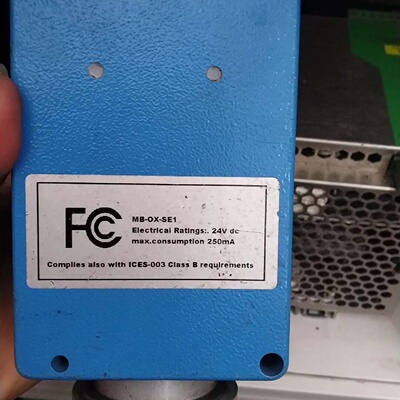 FC
MB-OX-SE1
Electrical Ratings:. 24V dc
max.consumption 250mA
Complies also with ICES-003 Class B requirements